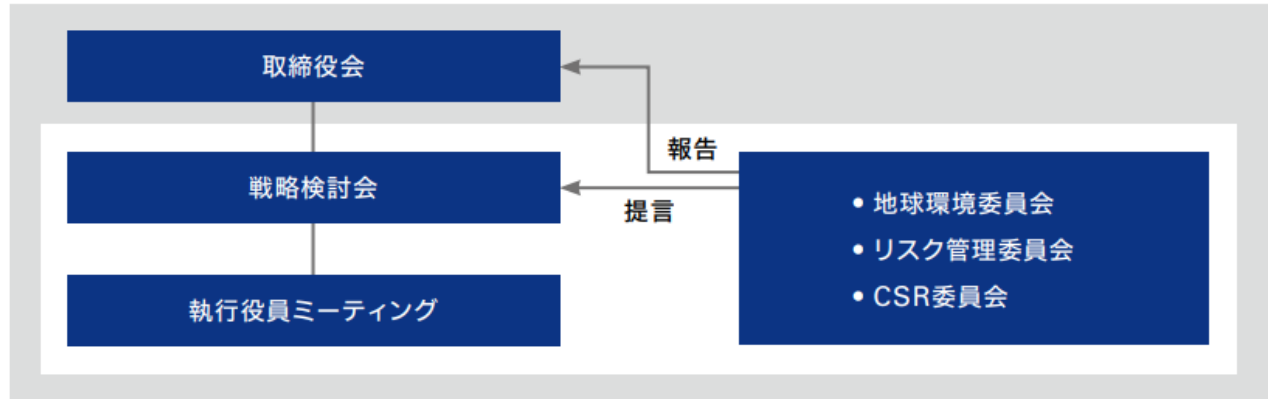 取締役会
報告
戦略検討会
提言
執行役員ミーティング
• 地球環境委員会
• リスク管理委員会
• CSR委員会